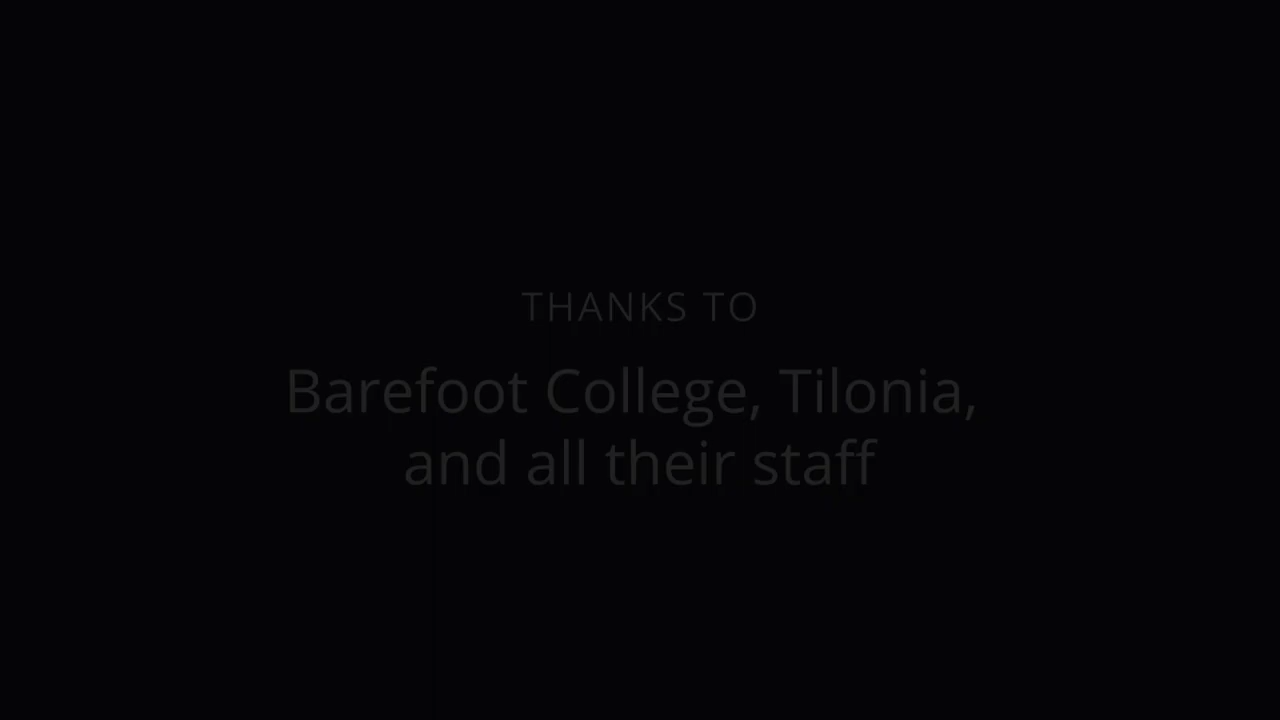 THANKS TO
Barefoot College, Tilonia,
and all their staff